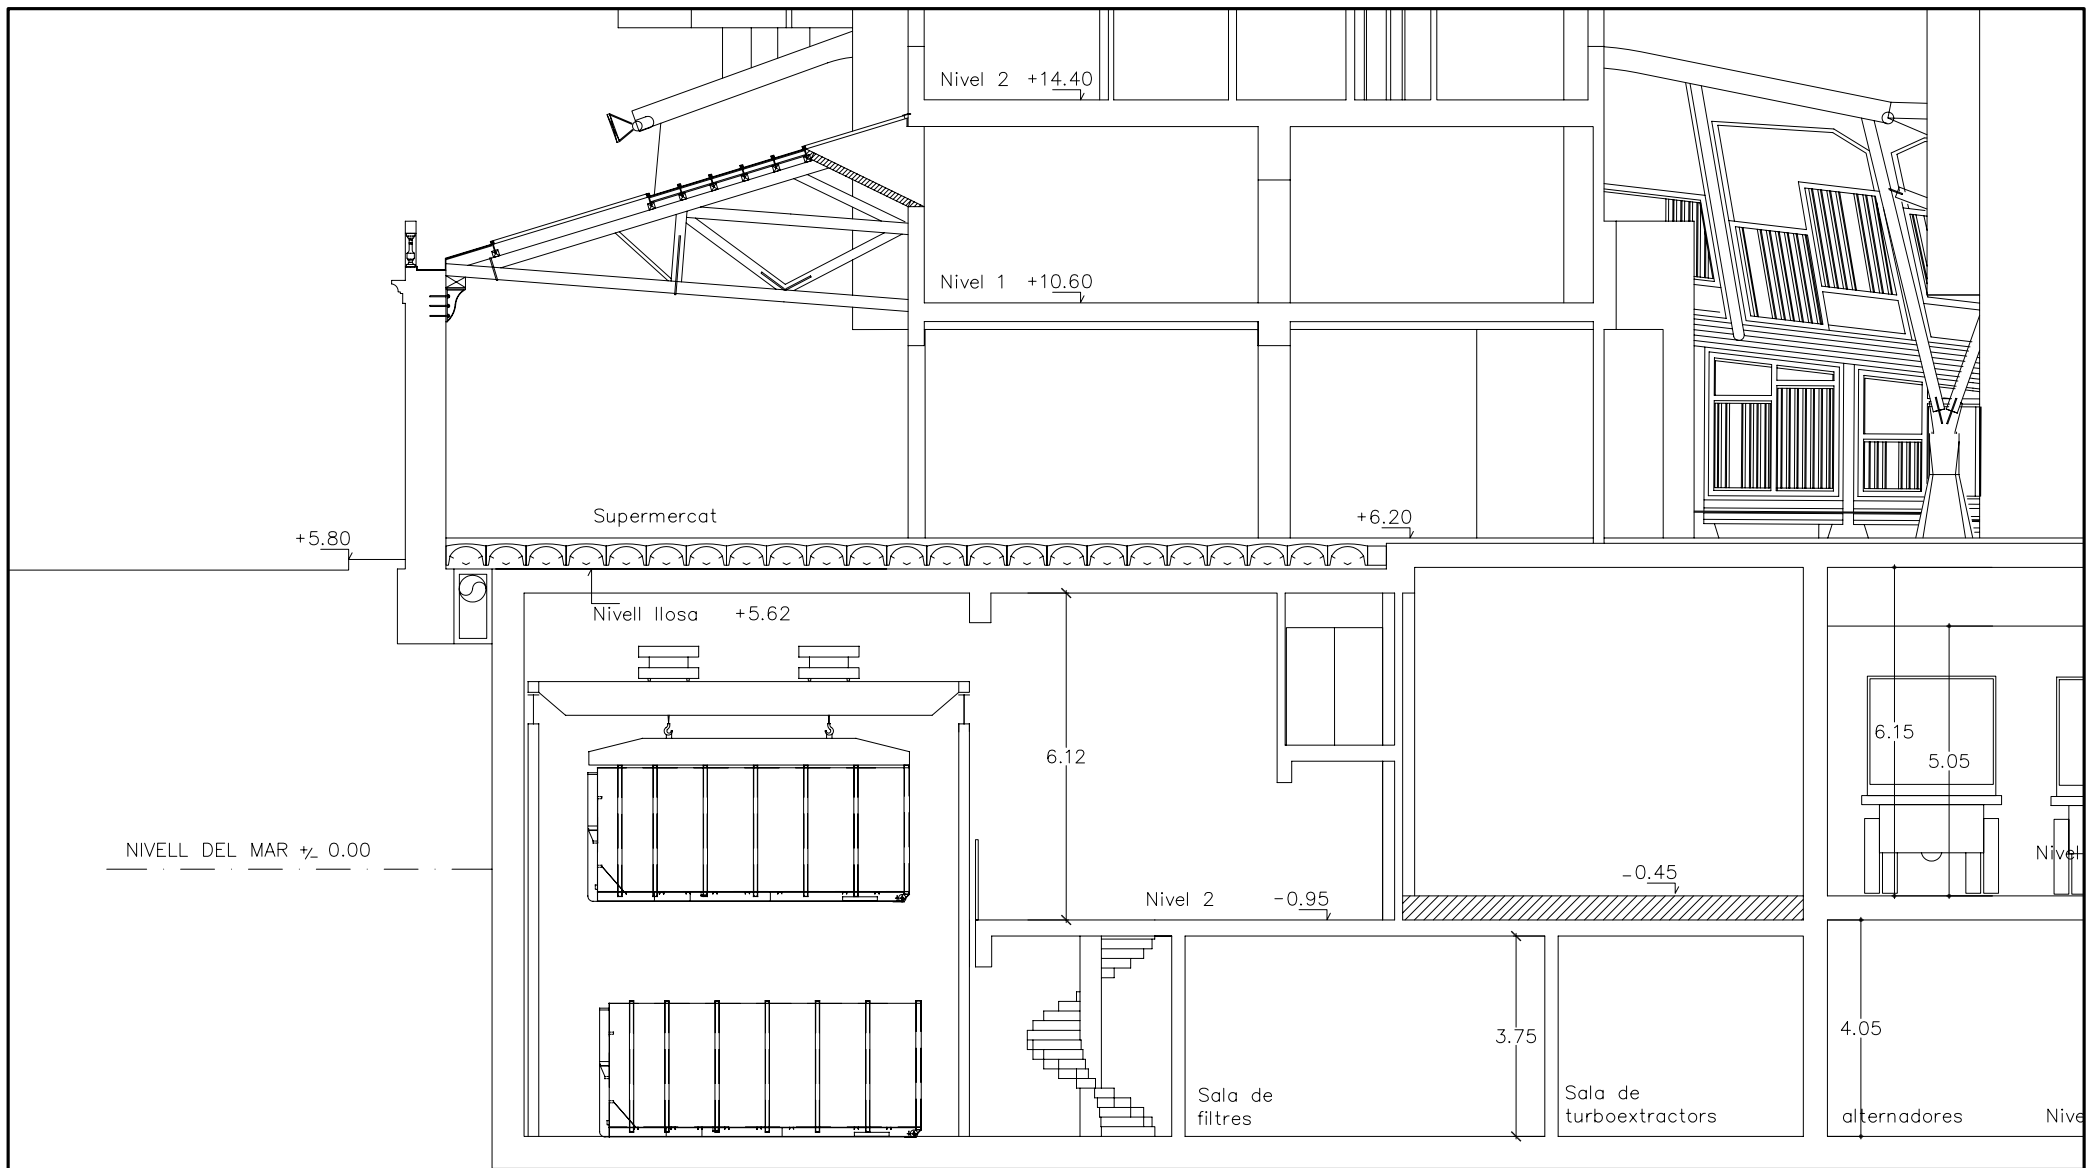 Nivel 2 +14.40
Nivel 1 +10.60
Supermercat
+6.20
+5.80
Nivell llosa +5.62
6.12
6.15
5.05
NIVELL DEL MAR +/- 0.00
Nivel
-0.45
Nivel 2 -0.95
3.75
4.05
Sala de
filtres
Sala de
turboextractors
alternadores
Nive